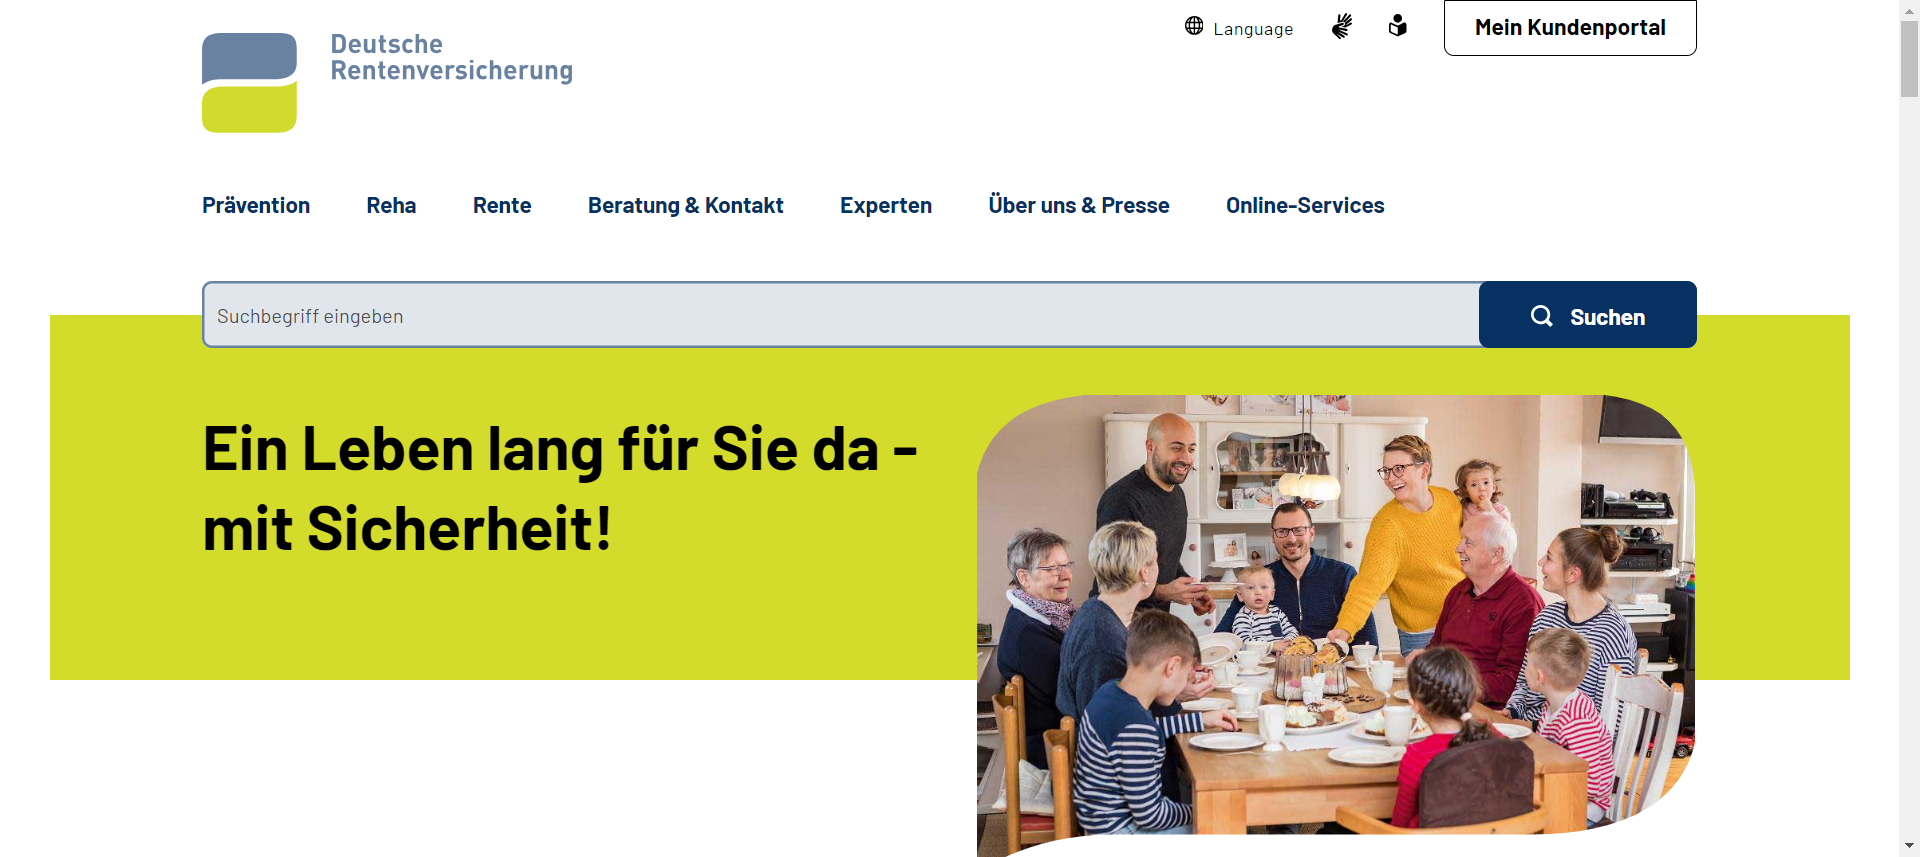 Deutsche
Rentenversicherung
Language
Mein Kundenportal
Prävention
Reha
Rente
Beratung & Kontakt
Experten
Über uns & Presse
Online-Services
Suchbegriff eingeben
Suchen
Ein Leben lang für Sie da -
mit Sicherheit!